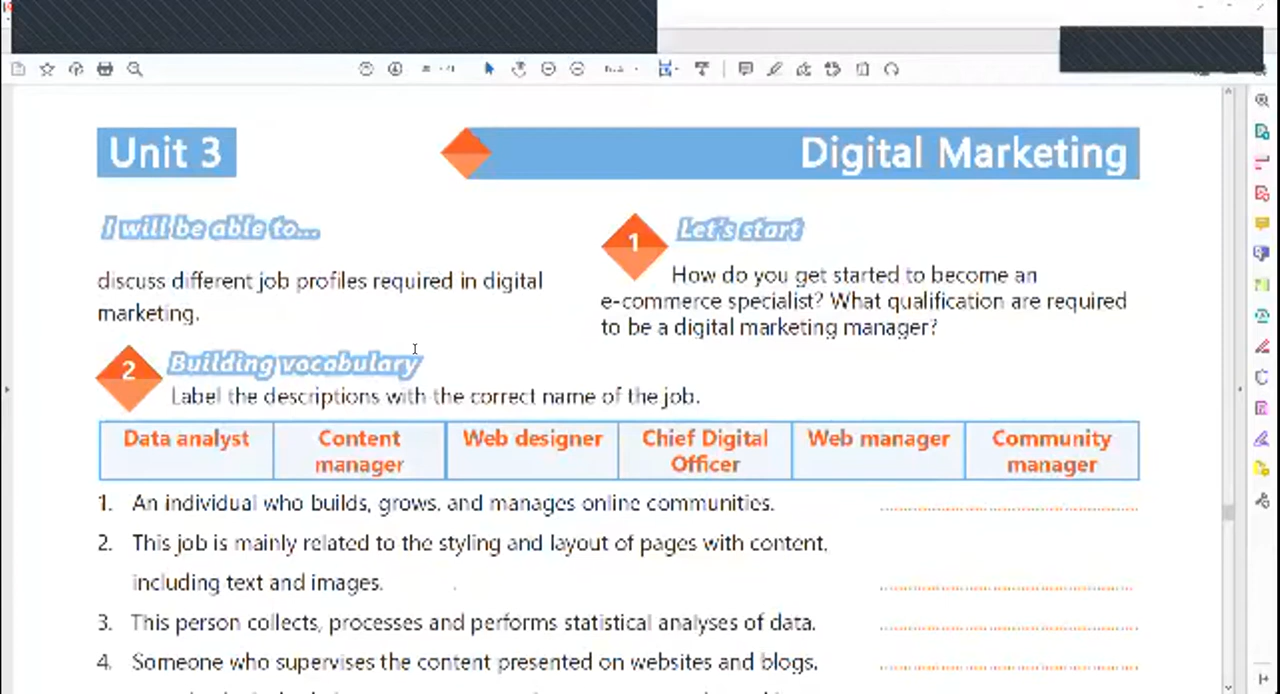 Unit 3
Digital Marketing
I will be able to...
discuss different job profiles required in digital
marketing.
1
Let's start
How do you get started to become an
e-commerce specialist? What qualification are required
to be a digital marketing manager?
2
Building vocabulary
Label the descriptions with the correct name of the job.
Data analyst
Content
manager
Web designer
Chief Digital
Officer
Web manager
Community
manager
1. An individual who builds, grows. and manages online communities.
2. This job is mainly related to the styling and layout of pages with content,
including text and images.
3. This person collects, processes and performs statistical analyses of data.
4. Someone who supervises the content presented on websites and blogs.